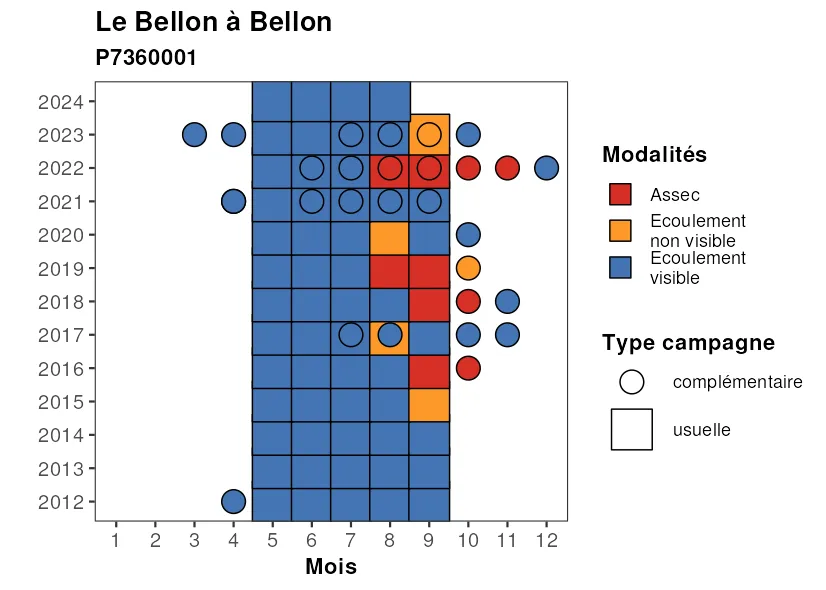 Le Bellon à Bellon
P7360001
2024
2023
2022
2021
2020
2019
2018
2017
2016
2015
2014
2013
2012
1 2 3 4 5 6 7 8 9 10 11 12
Mois
Modalités
Assec
Ecoulement
non visible
Ecoulement
visible
Type campagne
complémentaire
usuelle